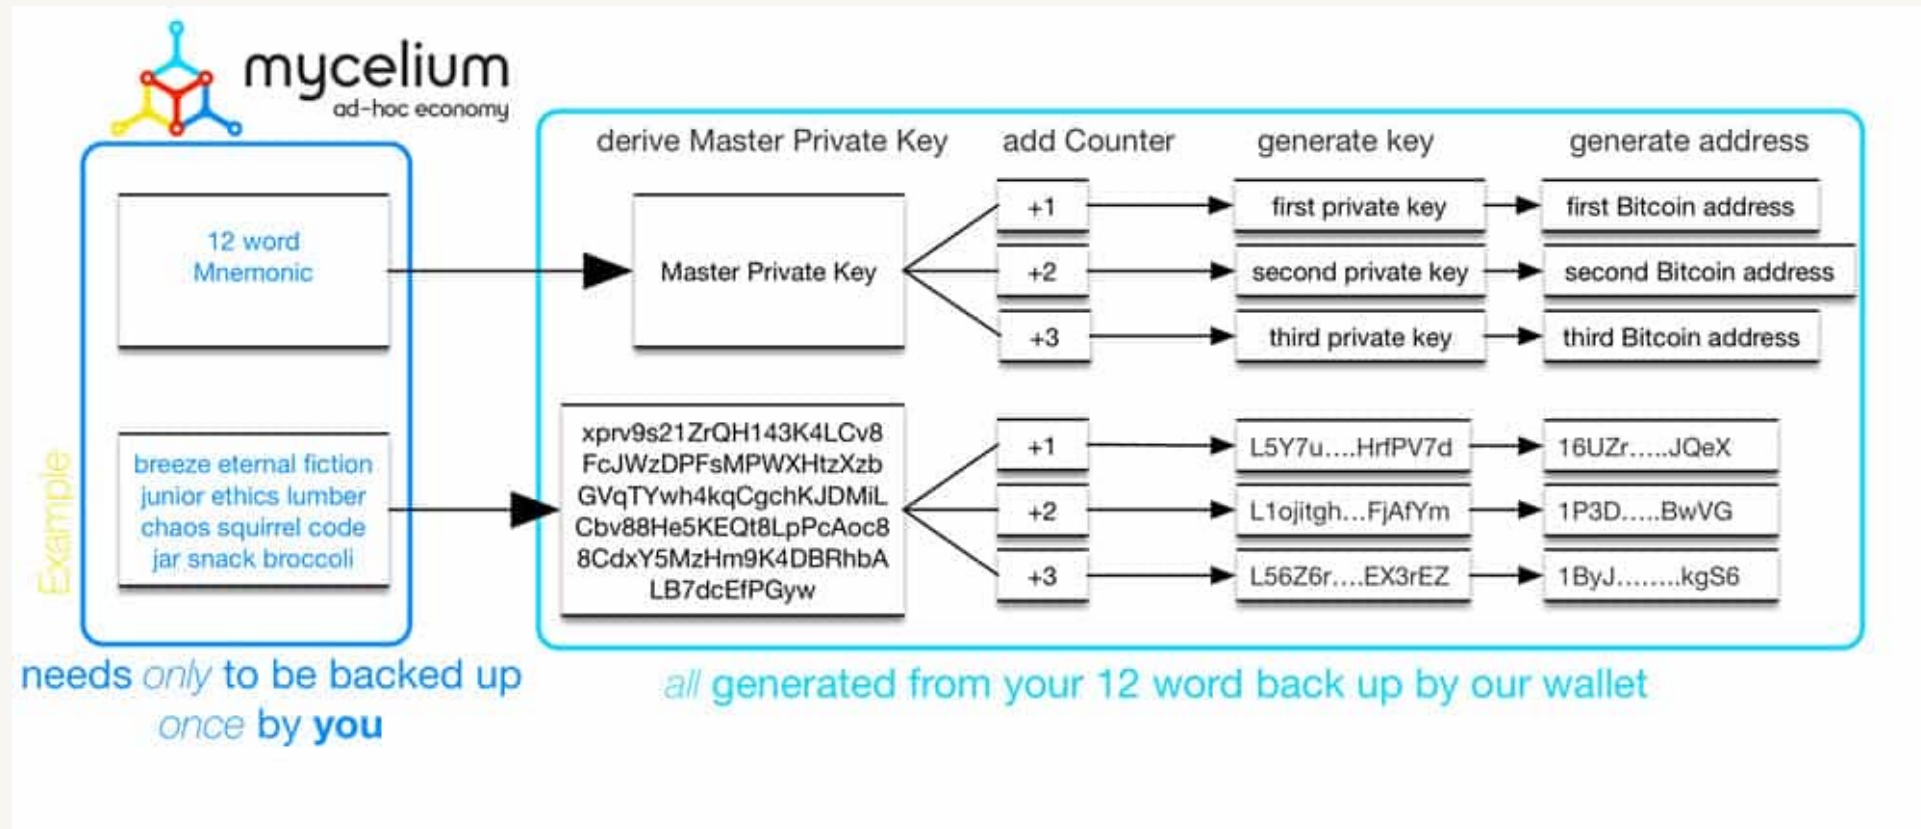 mycelium
ad-hoc economy
derive Master Private Key
add Counter
generate key
generate address
12 word
Mnemonic
Master Private Key
+1
first private key
first Bitcoin address
+2
second private key
second Bitcoin address
+3
third private key
third Bitcoin address
Example
breeze eternal fiction
junior ethics lumber
chaos squirrel code
jar snack broccoli
xprv9s21ZrQH143K4LCv8
FcJWzDPFsMPWXHtzXzb
GVqTYwh4kqCgchKJDMiL
Cbv88He5KEQt8LpPcAoc8
8CdxY5MzHm9K4DBRhbA
LB7dcEfPGyw
+1
L5Y7u....HrfPV7d
16UZr.....JQeX
+2
L1ojitgh...FjAfYm
1P3D.....BwVG
+3
L56Z6r....EX3rEZ
1ByJ........kgS6
needs only to be backed up
once by you
all generated from your 12 word back up by our wallet